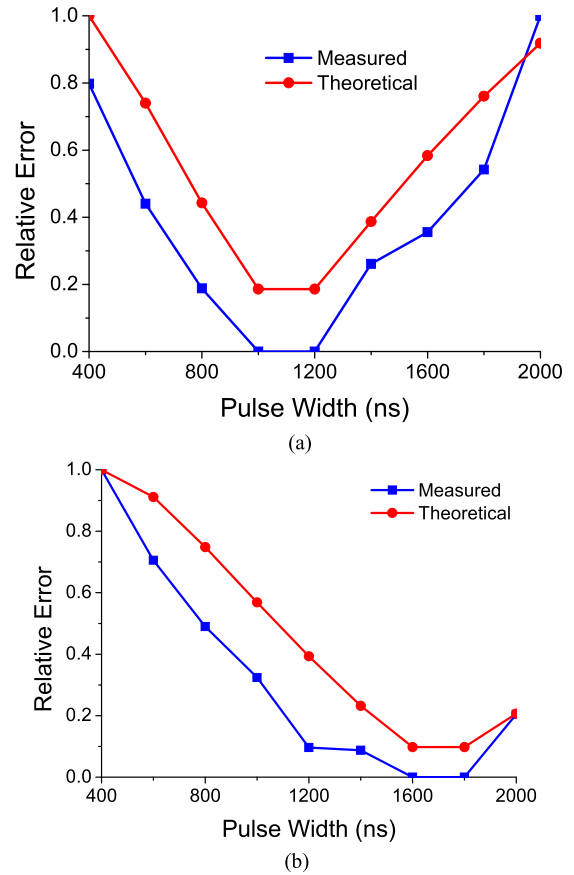 1.0
Measured
Theoretical
0.8
0.6
0.4
0.2
0.0
Relative Error
400
800
1200
1600
2000
Pulse Width (ns)
(a)
1.0
Measured
Theoretical
0.8
0.6
0.4
0.2
0.0
Relative Error
400
800
1200
1600
2000
Pulse Width (ns)
(b)